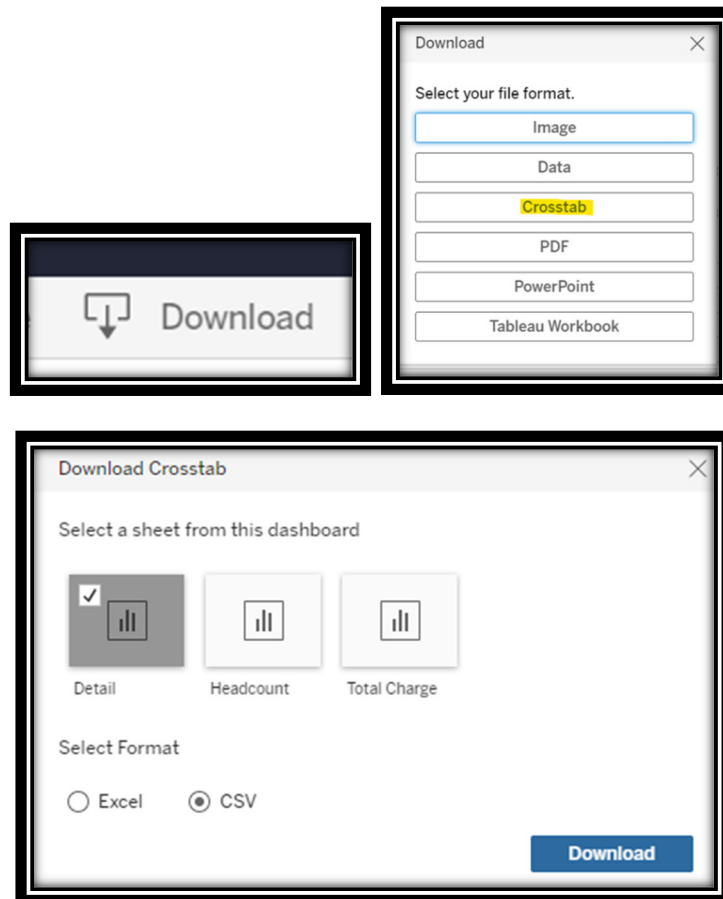 Download
Download
Select your file format.
Image
Data
Crosstab
PDF
PowerPoint
Tableau Workbook
Download Crosstab
Select a sheet from this dashboard
Detail Headcount Total Charge
Select Format
Excel CSV
Download